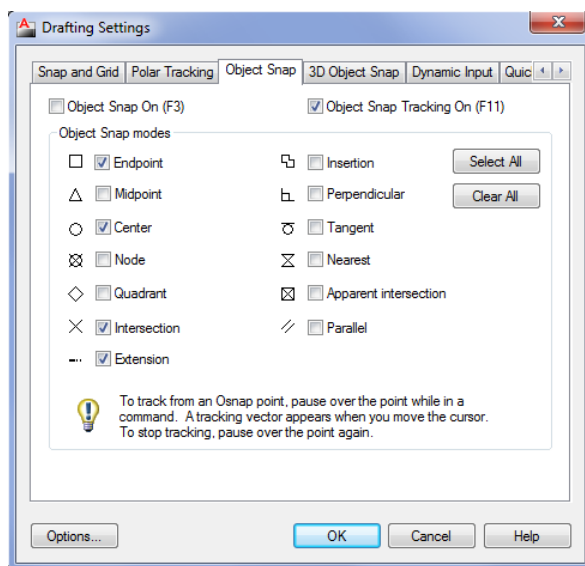 Drafting Settings
Snap and Grid Polar Tracking Object Snap 3D Object Snap Dynamic Input Quic
Object Snap On (F3) Object Snap Tracking On (F11)
Object Snap modes
Endpoint Insertion Select All
Midpoint Perpendicular Clear All
Center Tangent
Node Nearest
Quadrant Apparent intersection
Intersection Parallel
Extension
To track from an Osnap point, pause over the point while in a
command. A tracking vector appears when you move the cursor.
To stop tracking, pause over the point again.
Options... OK Cancel Help